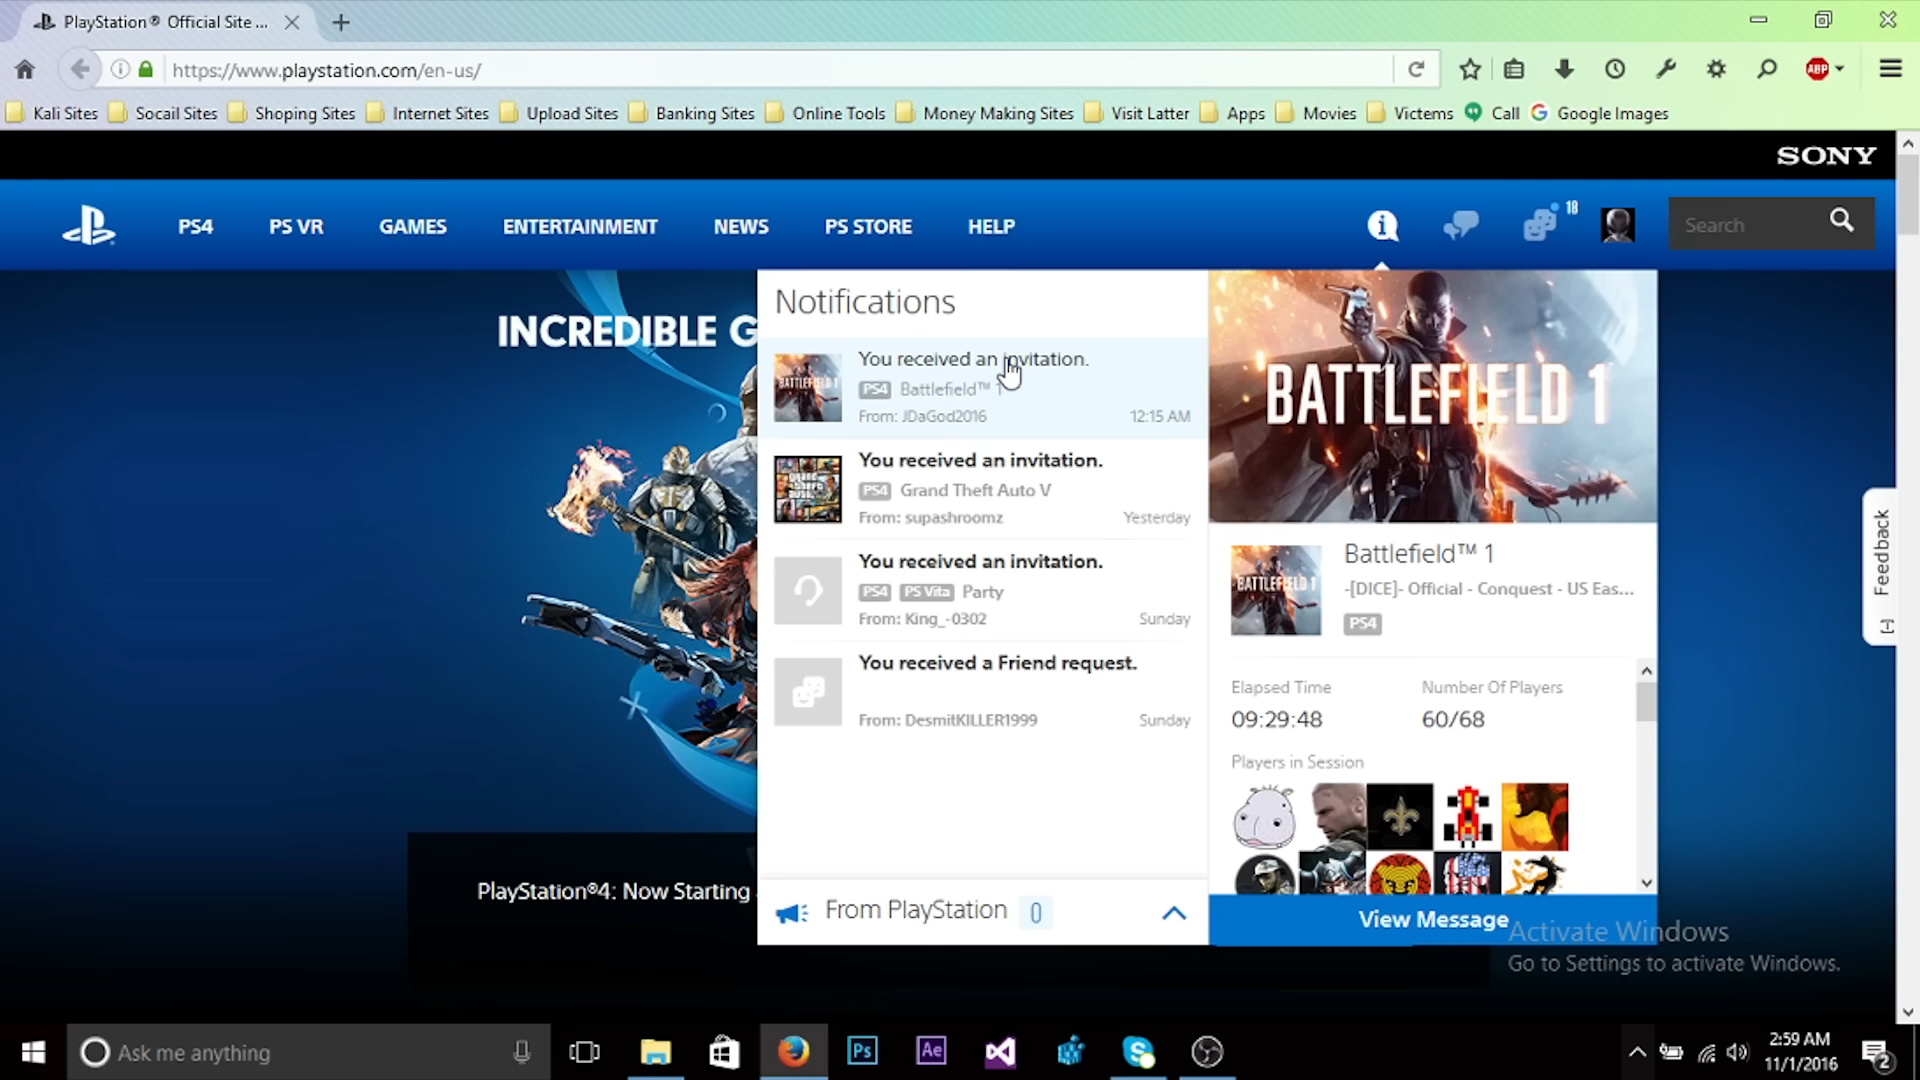 PlayStation® Official Site ...
https://www.playstation.com/en-us/
ABP
Kali Sites Socail Sites Shoping Sites Internet Sites Upload Sites Banking Sites Online Tools Money Making Sites Visit Latter Apps Movies Victems Call Google Images
SONY
PS4 PS VR GAMES ENTERTAINMENT NEWS PS STORE HELP 18 Search
INCREDIBLE G
Notifications
You received an invitation.
PS4 Battlefield™ 1
From: JDaGod2016 12:15 AM
You received an invitation.
PS4 Grand Theft Auto V
From: supashroomz Yesterday
You received an invitation.
PS4 PS Vita Party
From: King_-0302 Sunday
You received a Friend request.
From: DesmitKILLER1999 Sunday
From PlayStation 0
BATTLEFIELD 1
Battlefield™ 1
-[DICE]- Official - Conquest - US Eas...
PS4
Elapsed Time Number Of Players
09:29:48 60/68
Players in Session
View Message
Feedback
PlayStation®4: Now Starting
Activate Windows
Go to Settings to activate Windows.
Ask me anything
Ps
Ae
2:59 AM
11/1/2016
2